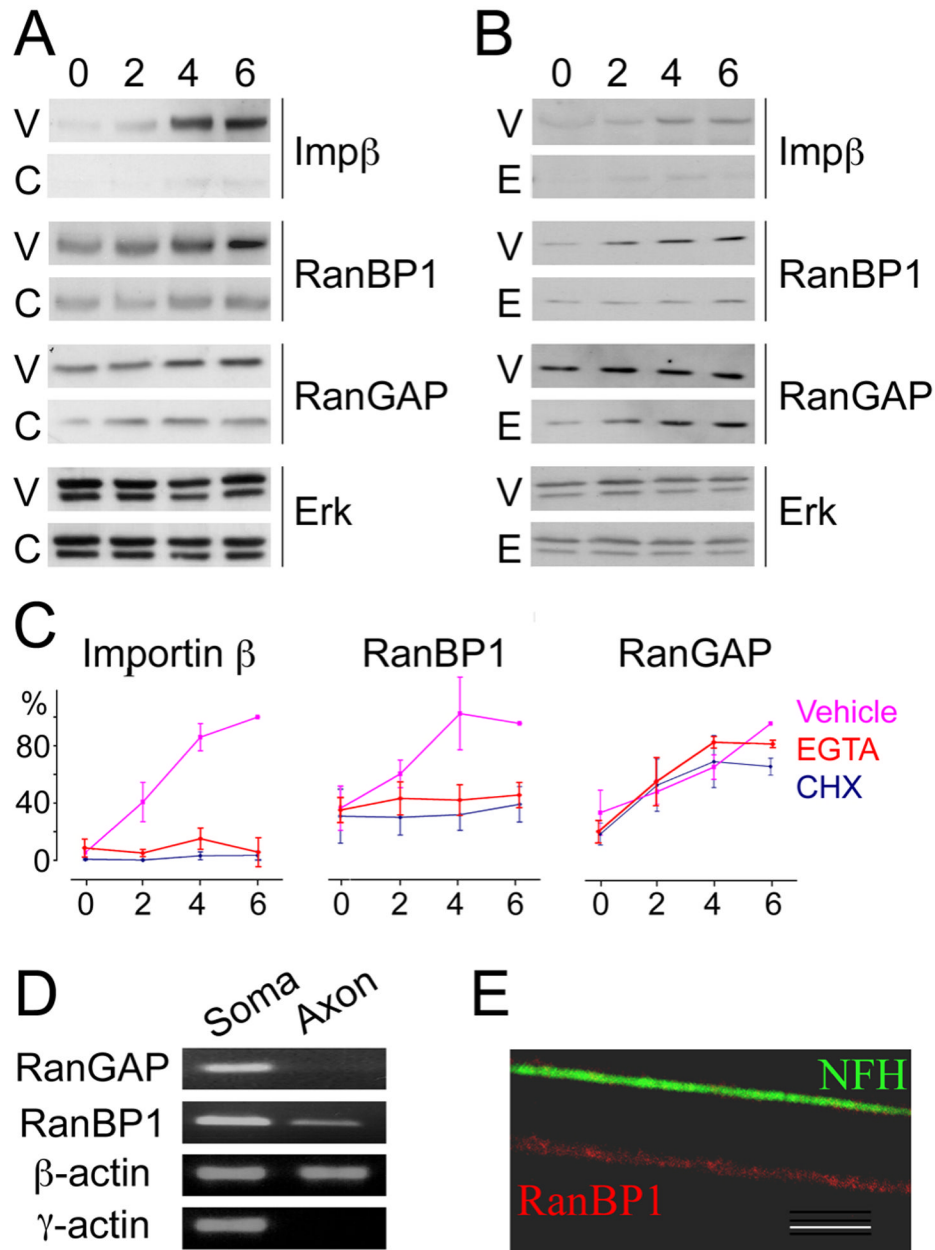 A
0 2 4 6
V
C
Impβ
V
C
RanBP1
V
C
RanGAP
V
C
Erk
B
0 2 4 6
V
E
Impβ
V
E
RanBP1
V
E
RanGAP
V
E
Erk
C
Importin β
RanBP1
RanGAP
%
80
40
0
0 2 4 6
0 2 4 6
0 2 4 6
Vehicle
EGTA
CHX
D
Soma Axon
RanGAP
RanBP1
β-actin
γ-actin
E
NFH
RanBP1